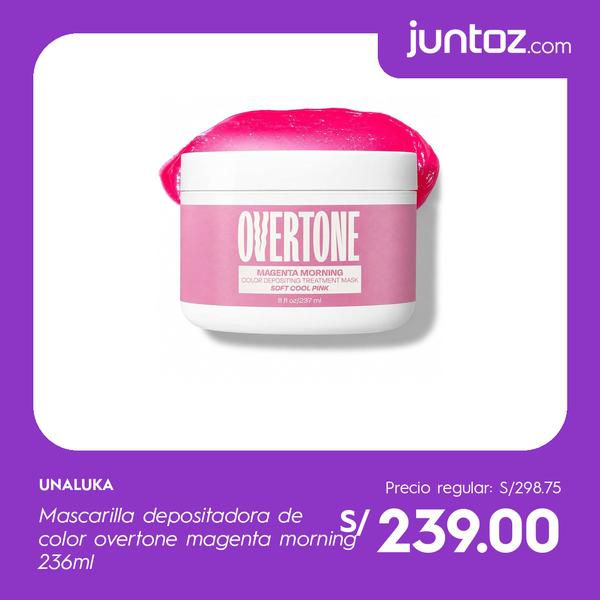 juntoz.com
OVERTONE
MAGENTA MORNING
COLOR DEPOSITING TREATMENT MASK
SOFT COOL PINK
8 fl oz/237 ml
UNALUKA
Precio regular: S/298.75
Mascarilla depositadora de
color overtone magenta morning
236ml
S/ 239.00